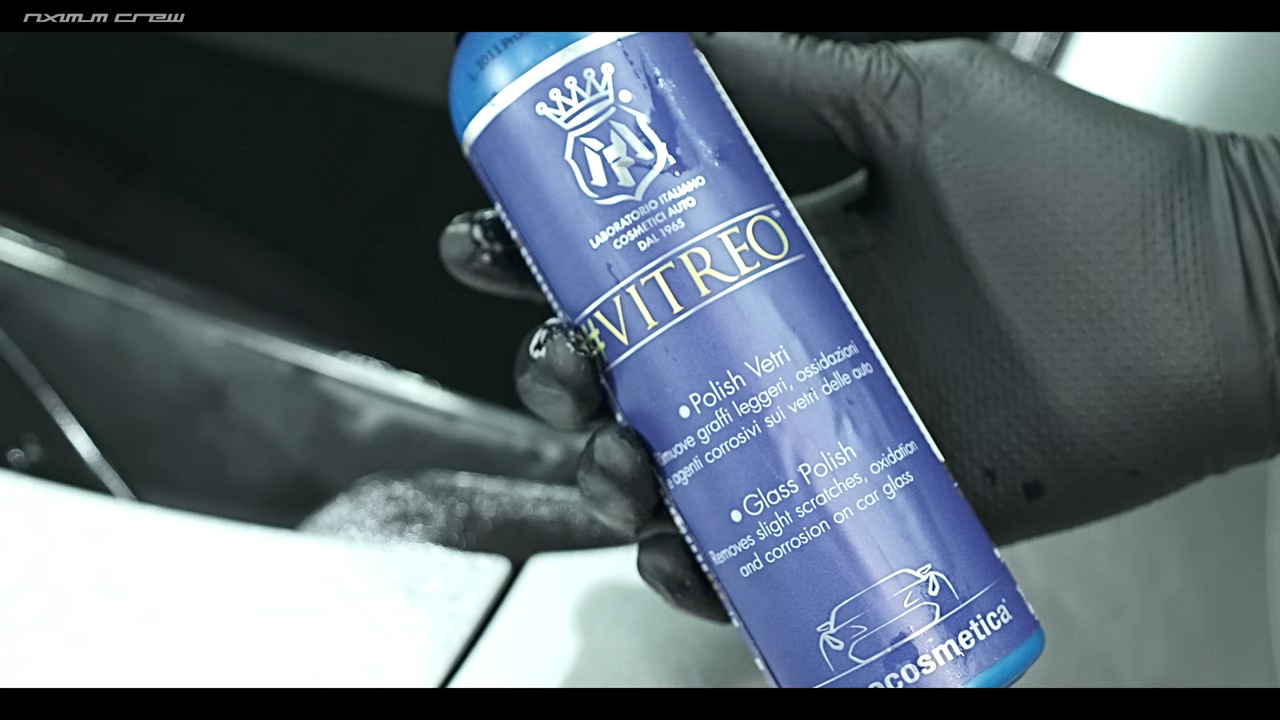 LABORATORIO ITALIANO
COSMETICI AUTO
DAL 1965
#VITREO
• Polish Vetri
graffi leggeri, ossidazioni
e agenti corrosivi sui vetri delle auto
• Glass Polish
Removes slight scratches, oxidation
and corrosion on car glass